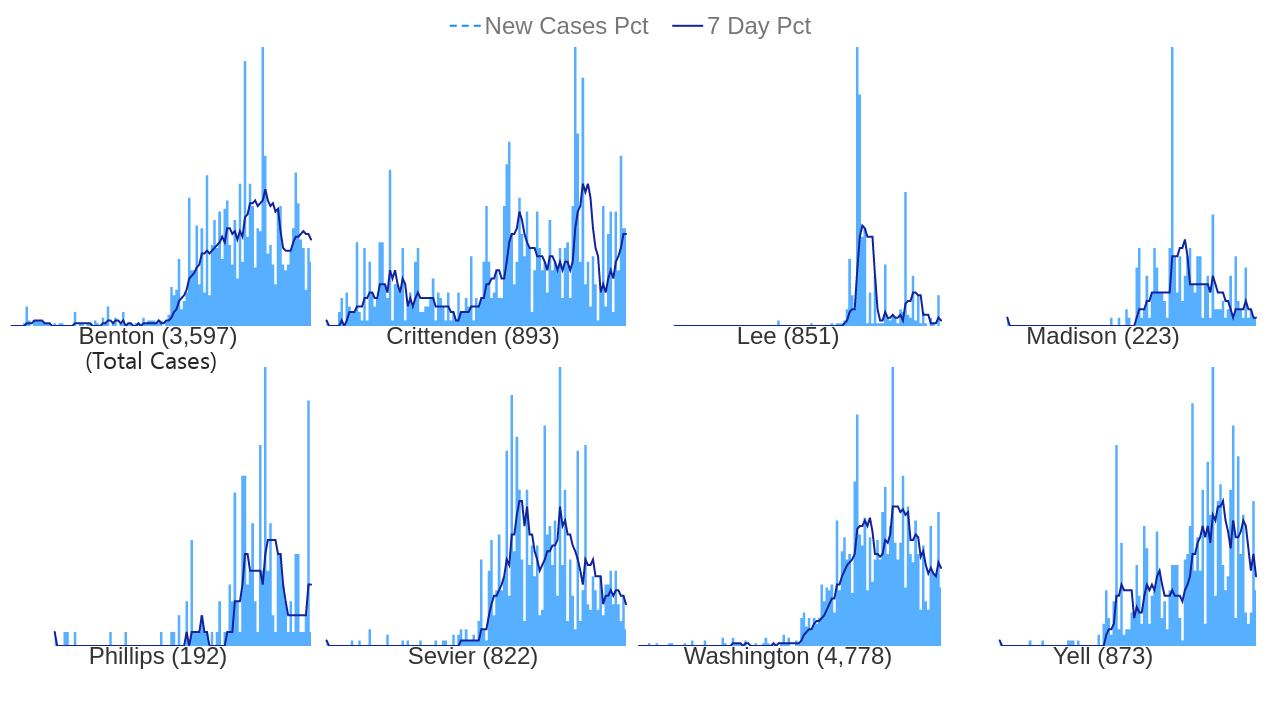 New Cases Pct 7 Day Pct
Benton (3,597) Crittenden (893) Lee (851) Madison (223)
(Total Cases)
Phillips (192) Sevier (822) Washington (4,778) Yell (873)